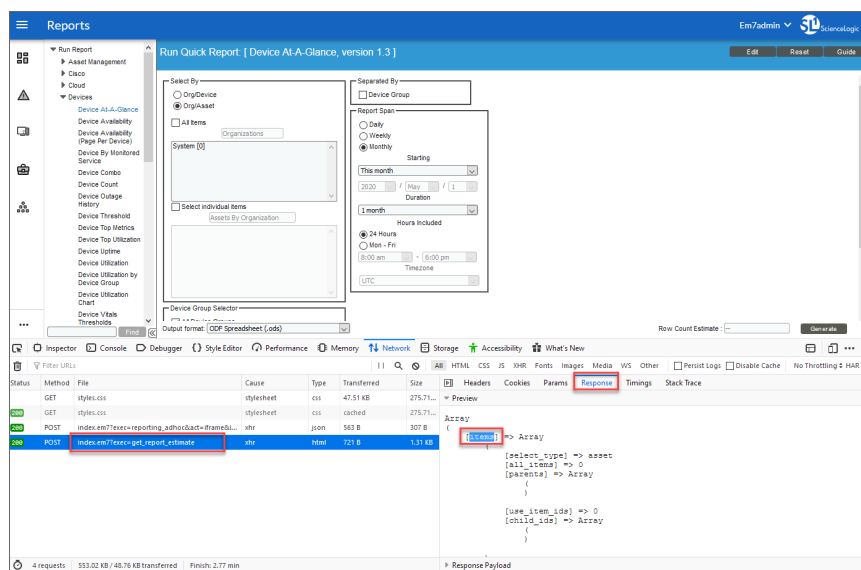 Reports
Em7admin
ScienceLogic
Run Report
Asset Management
Cisco
Cloud
Devices
Device At-A-Glance
Device Availability
Device Availability
(Page Per Device)
Device By Monitored
Service
Device Combo
Device Count
Device Outage
History
Device Threshold
Device Top Metrics
Device Top Utilization
Device Uptime
Device Utilization
Device Utilization by
Device Group
Device Utilization
Chart
Device Vitals
Thresholds
Find
Run Quick Report: [ Device At-A-Glance, version 1.3 ]
Edit
Reset
Guide
Select By
Org/Device
Org/Asset
All Items
Organizations
System [0]
Select individual items
Assets By Organization
Device Group Selector
Separated By
Device Group
Report Span
Daily
Weekly
Monthly
Starting
This month
2020 / May / 1
Duration
1 month
Hours Included
24 Hours
Mon - Fri
8:00 am - 6:00 pm
Timezone
UTC
Output format: ODF Spreadsheet (.ods)
Row Count Estimate : --
Generate
Inspector Console Debugger Style Editor Performance Memory Network Storage Accessibility What's New
Filter URLs
All HTML CSS JS XHR Fonts Images Media WS Other Persist Logs Disable Cache No Throttling HAR
Status Method File Cause Type Transferred Size
GET styles.css stylesheet css 47.51 KB 275.71...
200 GET styles.css stylesheet css cached 275.71...
200 POST index.em7?exec=reporting_adhoc&act=iframe&i... xhr json 563 B 307 B
200 POST index.em7?exec=get_report_estimate xhr html 721 B 1.31 KB
Headers Cookies Params Response Timings Stack Trace
Preview
Array
(
[items] => Array
(
[select_type] => asset
[all_items] => 0
[parents] => Array
(
)
[use_item_ids] => 0
[child_ids] => Array
(
)
Response Payload
4 requests 553.02 KB / 48.76 KB transferred Finish: 2.77 min